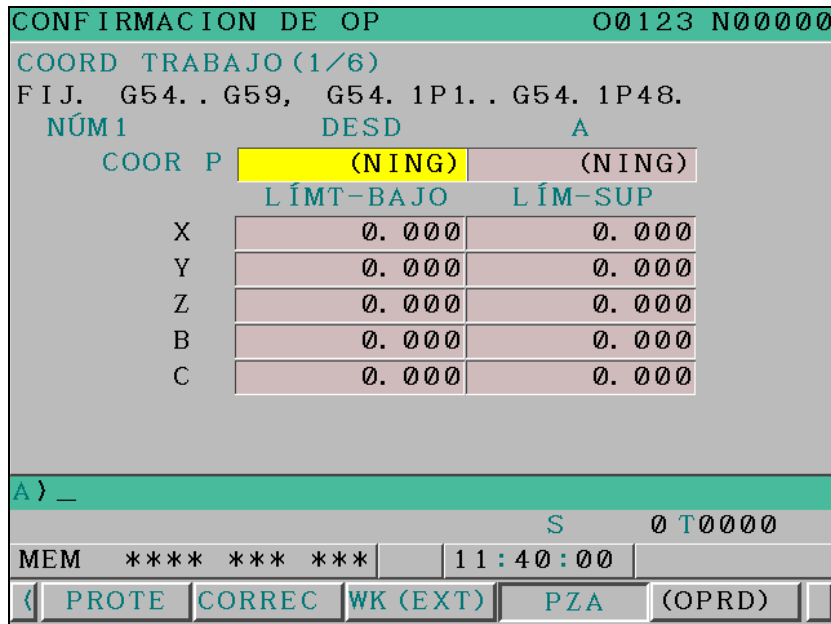 CONFIRMACION DE OP O0123 N00000
COORD TRABAJO(1/6)
FIJ. G54..G59, G54.1P1..G54.1P48.
NÚM1 DESD A
COOR P (NING) (NING)
LÍMT-BAJO LÍM-SUP
X 0.000 0.000
Y 0.000 0.000
Z 0.000 0.000
B 0.000 0.000
C 0.000 0.000
A)_
S 0 T0000
MEM **** *** *** 11:40:00
( PROTE CORREC WK(EXT) PZA (OPRD)